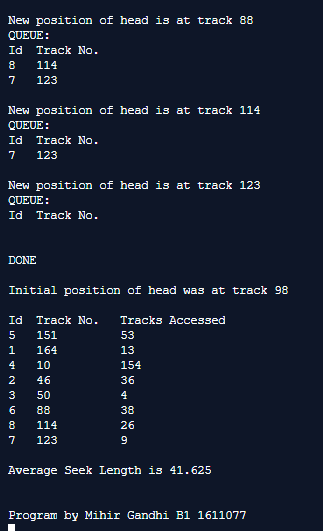 New position of head is at track 88
QUEUE:
Id  Track No.
8   114
7   123
New position of head is at track 114
QUEUE:
Id  Track No.
7   123
New position of head is at track 123
QUEUE:
Id  Track No.
DONE
Initial position of head was at track 98
Id  Track No.   Tracks Accessed
5   151         53
1   164         13
4   10          154
2   46          36
3   50          4
6   88          38
8   114         26
7   123         9
Average Seek Length is 41.625
Program by Mihir Gandhi B1 1611077